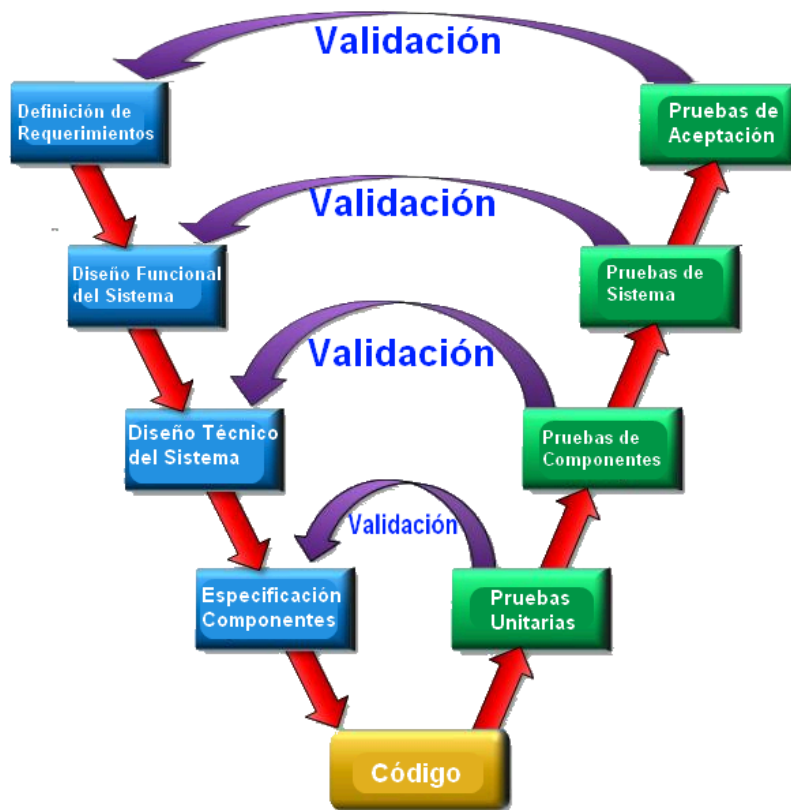 Validación
Definición de
Requerimientos
Pruebas de
Aceptación
Validación
Diseño Funcional
del Sistema
Pruebas de
Sistema
Validación
Diseño Técnico
del Sistema
Pruebas de
Componentes
Validación
Especificación
Componentes
Pruebas
Unitarias
Código